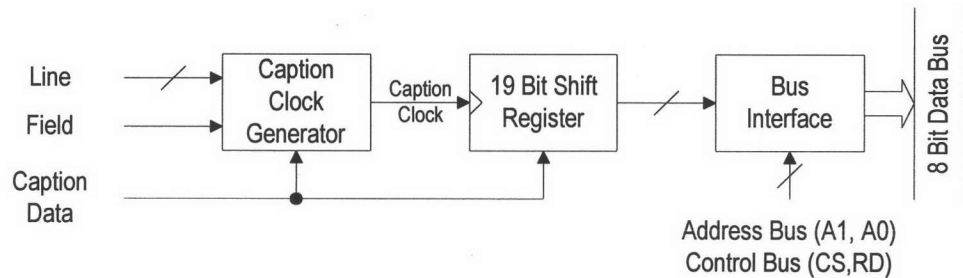 Line
Field
Caption
Data
Caption
Clock
Generator
Caption
Clock
19 Bit Shift
Register
Bus
Interface
8 Bit Data Bus
Address Bus (A1, A0)
Control Bus (CS,RD)